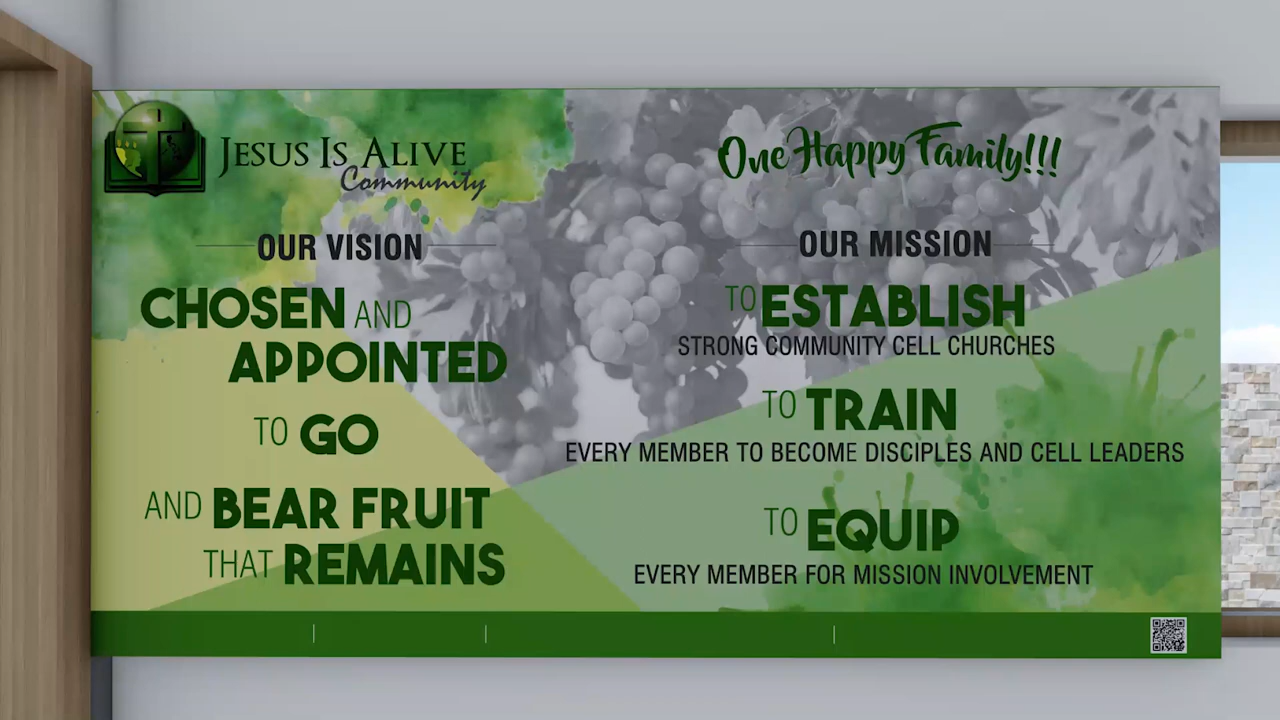 Jesus Is Alive
Community
OUR VISION
CHOSEN AND
APPOINTED
TO GO
AND BEAR FRUIT
THAT REMAINS
One Happy Family!!!
OUR MISSION
TO ESTABLISH
STRONG COMMUNITY CELL CHURCHES
TO TRAIN
EVERY MEMBER TO BECOME DISCIPLES AND CELL LEADERS
TO EQUIP
EVERY MEMBER FOR MISSION INVOLVEMENT